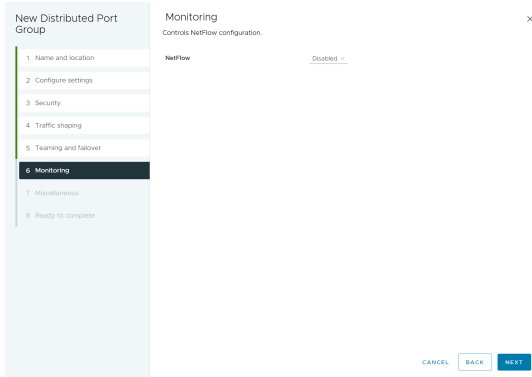 New Distributed Port
Group
1 Name and location
2 Configure settings
3 Security
4 Traffic shaping
5 Teaming and failover
6 Monitoring
7 Miscellaneous
8 Ready to complete
Monitoring
Controls NetFlow configuration.
NetFlow Disabled
CANCEL BACK NEXT